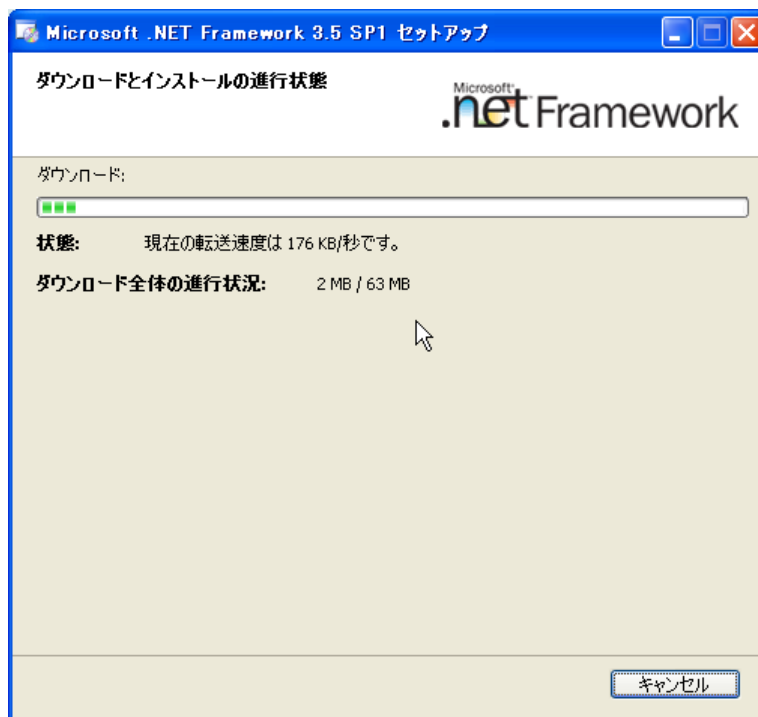 Microsoft .NET Framework 3.5 SP1 セットアップ
ダウンロードとインストールの進行状態
Microsoft
.net Framework
ダウンロード:
状態: 現在の転送速度は 176 KB/秒です。
ダウンロード全体の進行状況: 2 MB / 63 MB
キャンセル